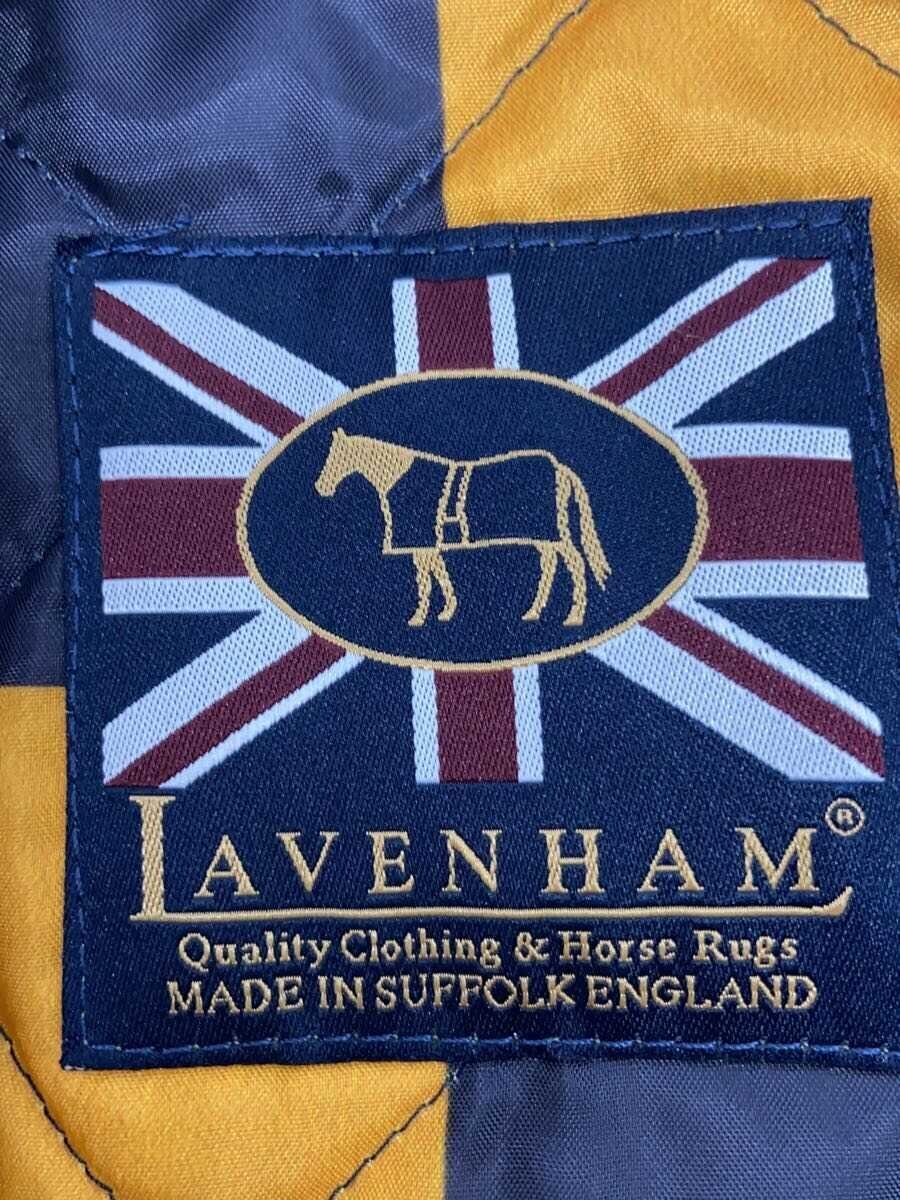 LAVENHAM®
Quality Clothing & Horse Rugs
MADE IN SUFFOLK ENGLAND